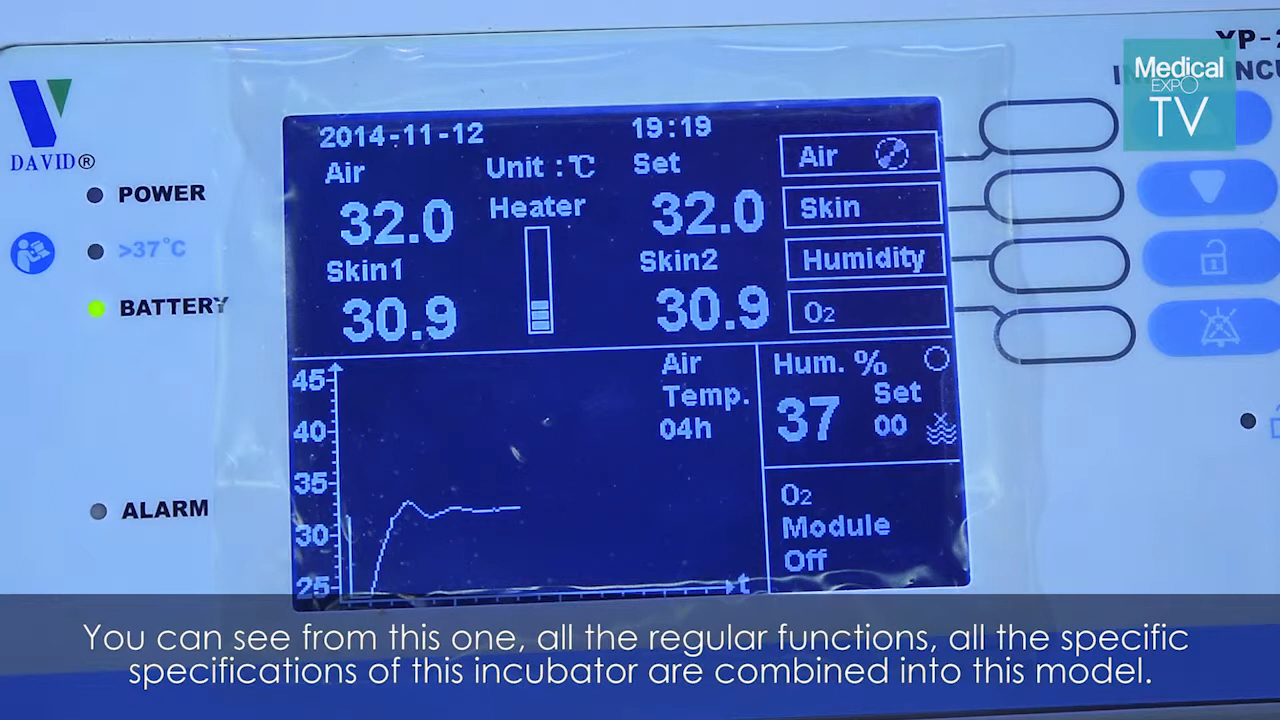 YP-2
INCU
Medical
EXPO
TV
DAVID®
POWER
>37°C
BATTERY
ALARM
2014-11-12 19:19
Air Unit :℃ Set
32.0 Heater 32.0
Skin1 Skin2
30.9 30.9
Air
Skin
Humidity
O2
45
40
35
30
25
Air
Temp.
04h
t
Hum. %
37 Set
00
O2
Module
Off
You can see from this one, all the regular functions, all the specific
specifications of this incubator are combined into this model.